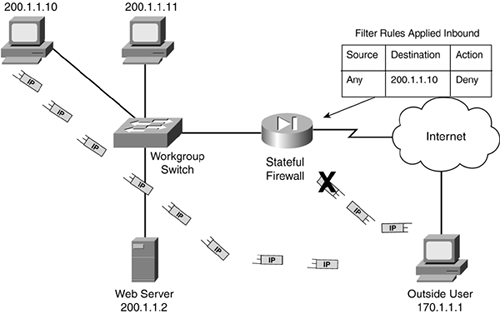 200.1.1.10
200.1.1.11
Filter Rules Applied Inbound
Source Destination Action
Any 200.1.1.10 Deny
IP
IP
IP
Internet
Workgroup
Switch
Stateful
Firewall
X
IP
IP
IP
IP
IP
IP
IP
Web Server
200.1.1.2
Outside User
170.1.1.1